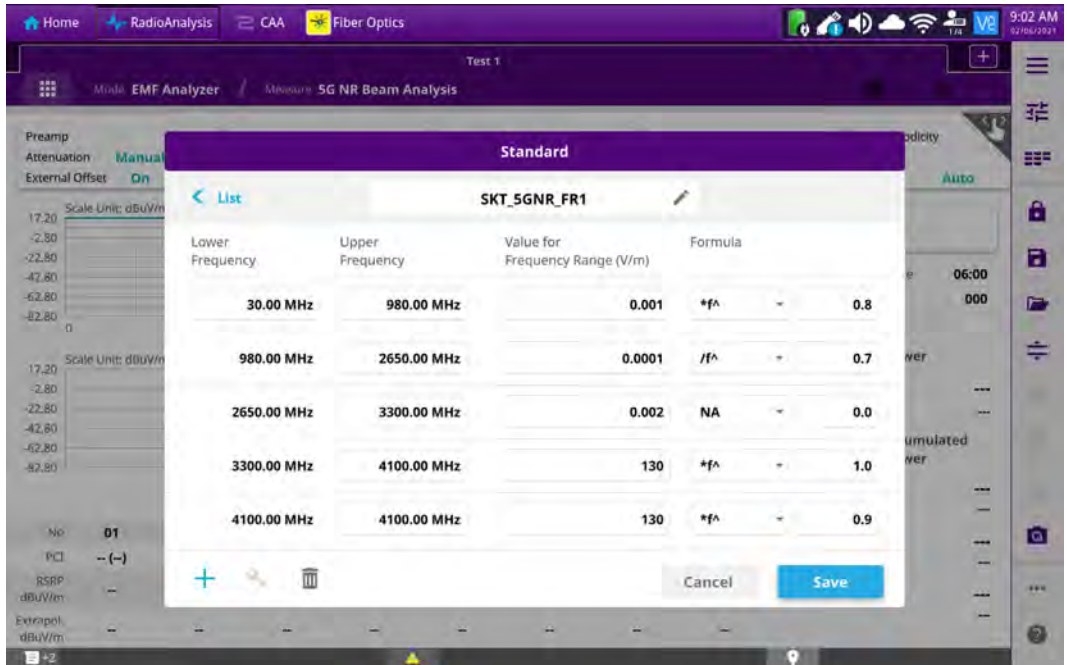 Home RadioAnalysis CAA Fiber Optics 1/4 9:02 AM
02/06/2021
Test 1
Mode EMF Analyzer / Measure 5G NR Beam Analysis
Preamp
Attenuation Manual
External Offset On Auto
Standard
< List SKT_5GNR_FR1
Lower Frequency Upper Frequency Value for Frequency Range (V/m) Formula
30.00 MHz 980.00 MHz 0.001 *f^ 0.8
980.00 MHz 2650.00 MHz 0.0001 /f^ 0.7
2650.00 MHz 3300.00 MHz 0.002 NA 0.0
3300.00 MHz 4100.00 MHz 130 *f^ 1.0
4100.00 MHz 4100.00 MHz 130 *f^ 0.9
+ Cancel Save
Scale Unit: dBuV/m
17.20
-2.80
-22.80
-42.80
-62.80
-82.80
0
06:00
000
Scale Unit: dBuV/m
17.20
-2.80
-22.80
-42.80
-62.80
-82.80
wer
---
---
umulated
wer
---
---
---
---
No 01
PCI -- (--)
RSRP
dBuV/m --
Extrapol.
dBuV/m -- -- -- -- -- -- -- --
+2